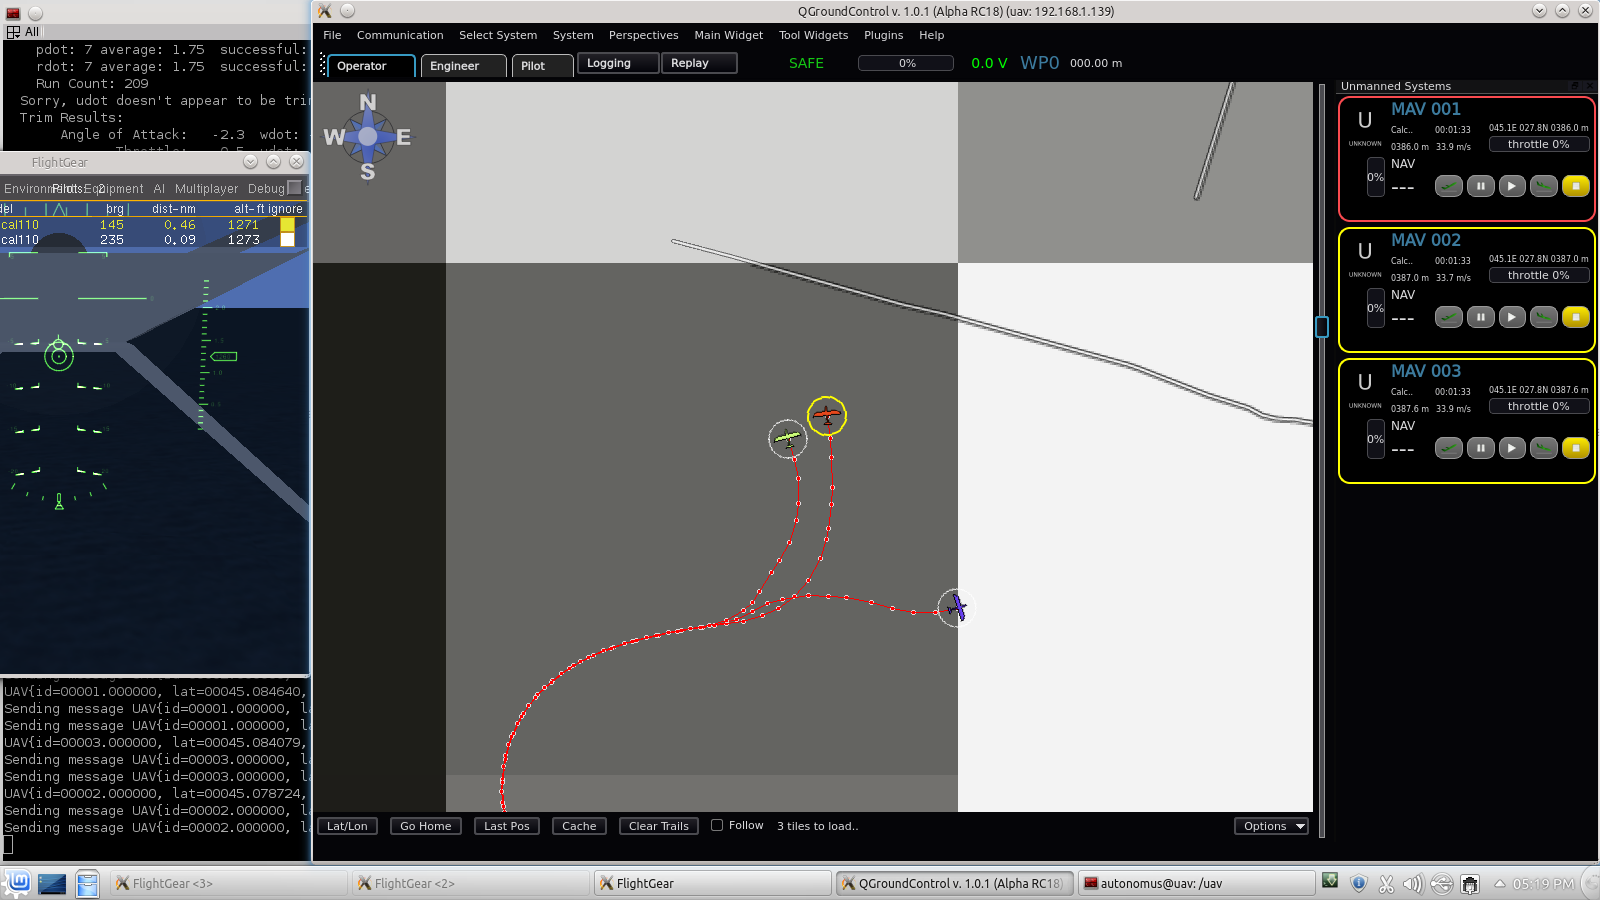 All
pdot: 7 average: 1.75 successful:
rdot: 7 average: 1.75 successful:
Run Count: 209
Sorry, udot doesn't appear to be tri
Trim Results:
Angle of Attack: -2.3 wdot:
FlightGear
Equipment AI Multiplayer Debug
Pilots: 2
brg dist-nm alt-ft ignore
cal110 145 0.46 1271
cal110 235 0.09 1273
UAV{id=00001.000000, lat=00045.084640,
Sending message UAV{id=00001.000000, l
Sending message UAV{id=00001.000000, l
UAV{id=00003.000000, lat=00045.084079,
Sending message UAV{id=00003.000000, l
Sending message UAV{id=00003.000000, l
UAV{id=00002.000000, lat=00045.078724,
Sending message UAV{id=00002.000000, l
Sending message UAV{id=00002.000000, l
QGroundControl v. 1.0.1 (Alpha RC18) (uav: 192.168.1.139)
File Communication Select System System Perspectives Main Widget Tool Widgets Plugins Help
Operator Engineer Pilot Logging Replay SAFE 0% 0.0 V WP0 000.00 m
N
W E
S
Unmanned Systems
MAV 001
U
UNKNOWN
Calc.. 00:01:33 045.1E 027.8N 0386.0 m
0386.0 m 33.9 m/s throttle 0%
NAV
0%
---
MAV 002
U
UNKNOWN
Calc.. 00:01:33 045.1E 027.8N 0387.0 m
0387.0 m 33.7 m/s throttle 0%
NAV
0%
---
MAV 003
U
UNKNOWN
Calc.. 00:01:33 045.1E 027.8N 0387.6 m
0387.6 m 33.9 m/s throttle 0%
NAV
0%
---
Lat/Lon Go Home Last Pos Cache Clear Trails Follow 3 tiles to load.. Options
FlightGear <3> FlightGear <2> FlightGear QGroundControl v. 1.0.1 (Alpha RC18) autonomus@uav: /uav 05:19 PM